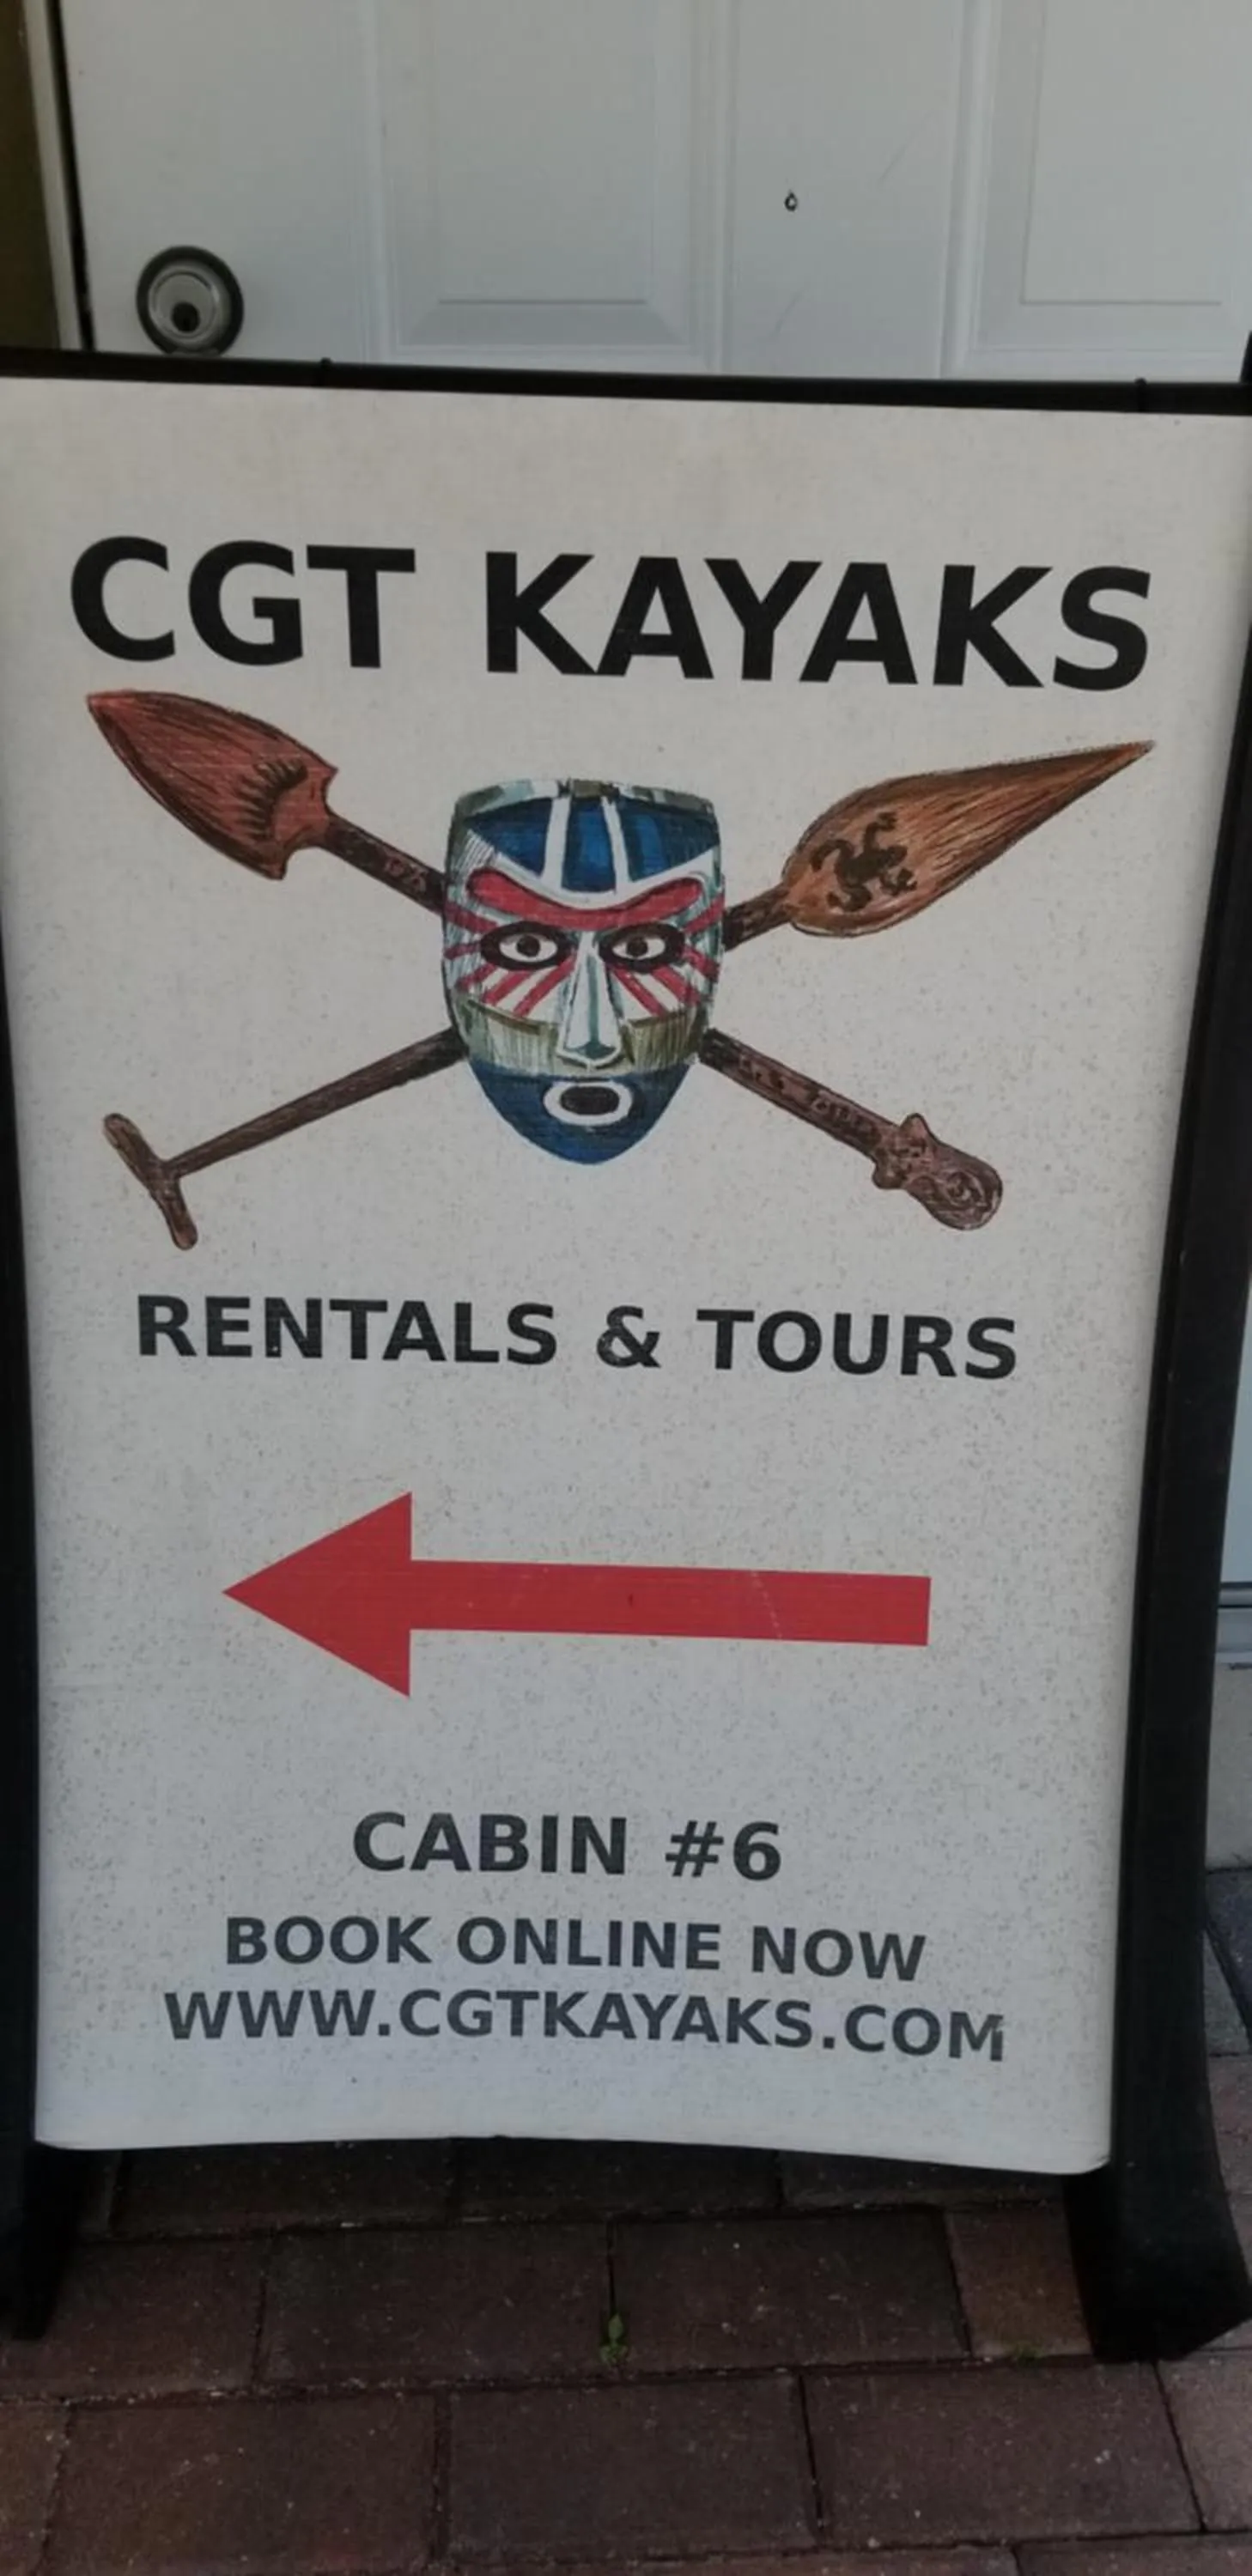 CGT KAYAKS
RENTALS & TOURS
CABIN #6
BOOK ONLINE NOW
WWW.CGTKAYAKS.COM